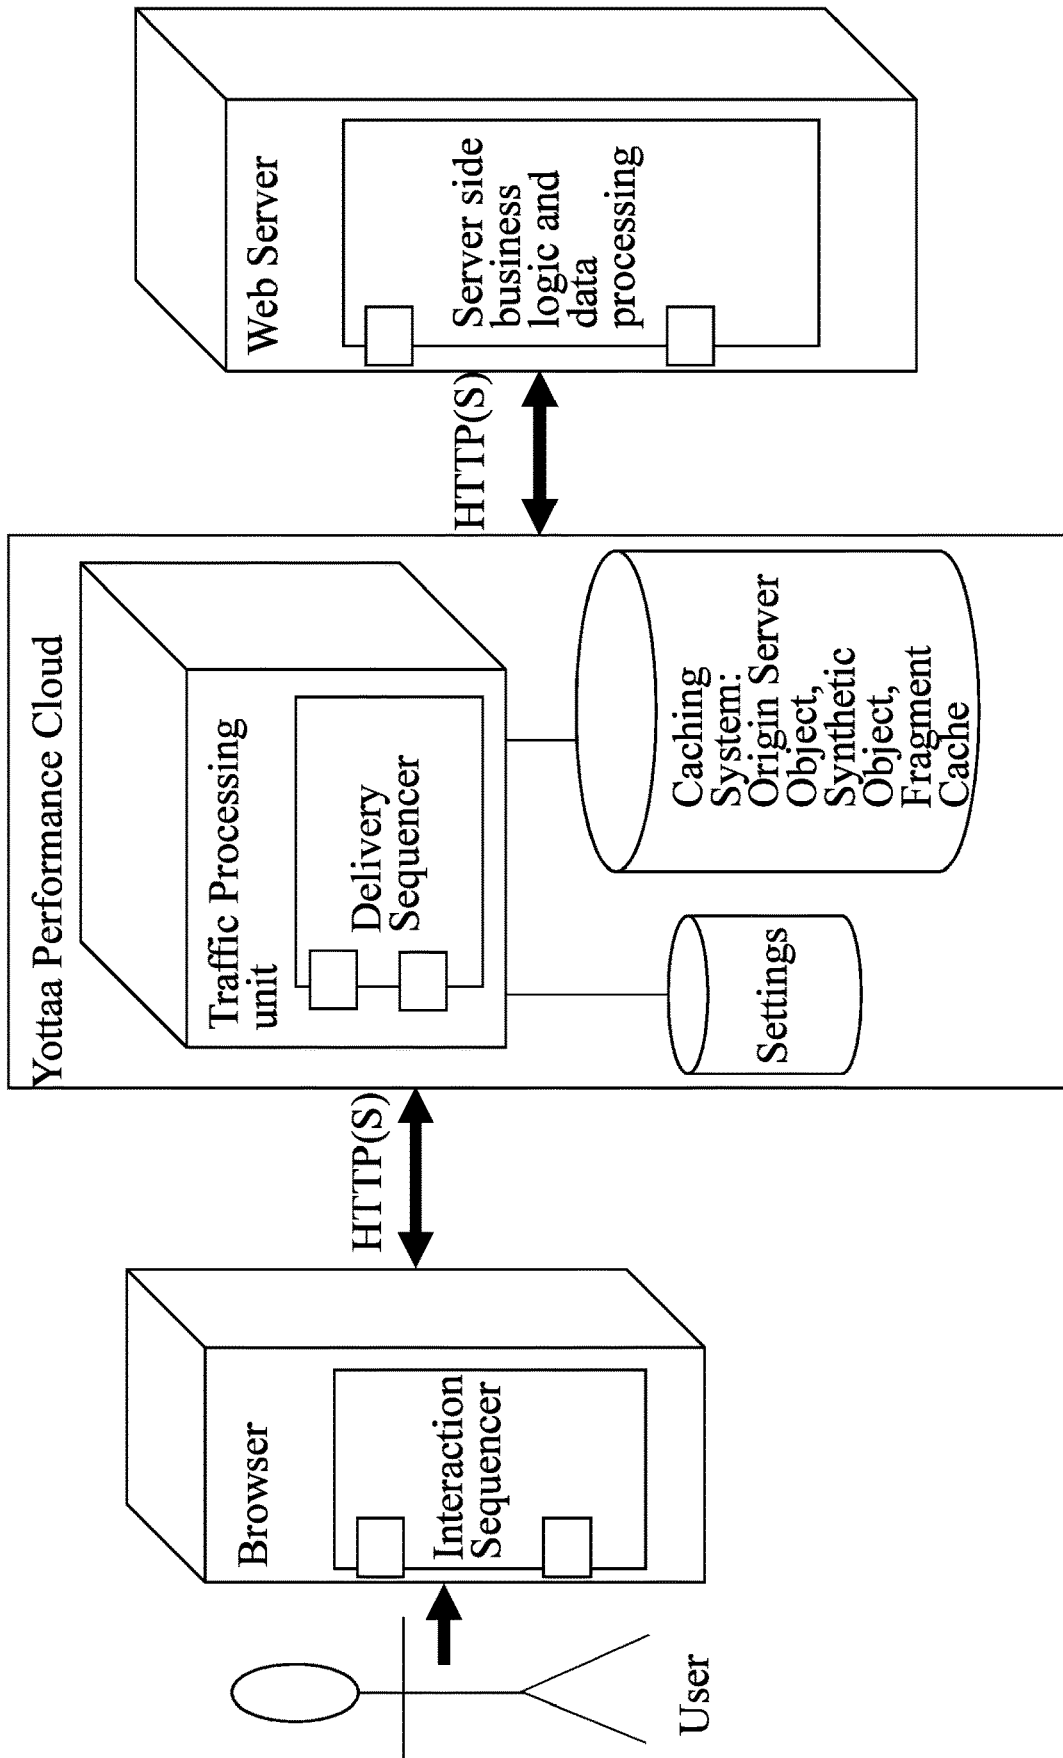 User
Browser
Interaction
Sequencer
HTTP(S)
Yottaa Performance Cloud
Traffic Processing
unit
Delivery
Sequencer
Settings
Caching
System:
Origin Server
Object,
Synthetic
Object,
Fragment
Cache
HTTP(S)
Web Server
Server side
business
logic and
data
processing